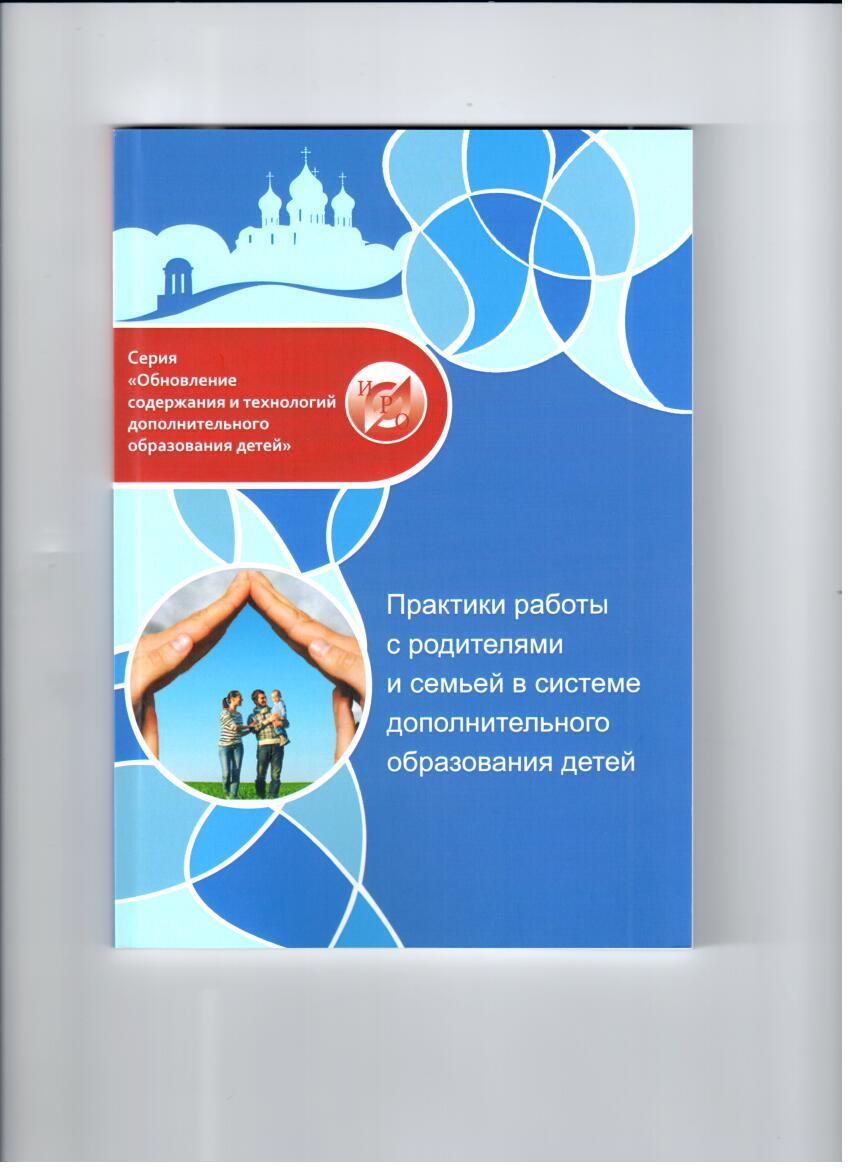 Серия
«Обновление
содержания и технологий
дополнительного
образования детей»
И
Р
О
Практики работы
с родителями
и семьей в системе
дополнительного
образования детей